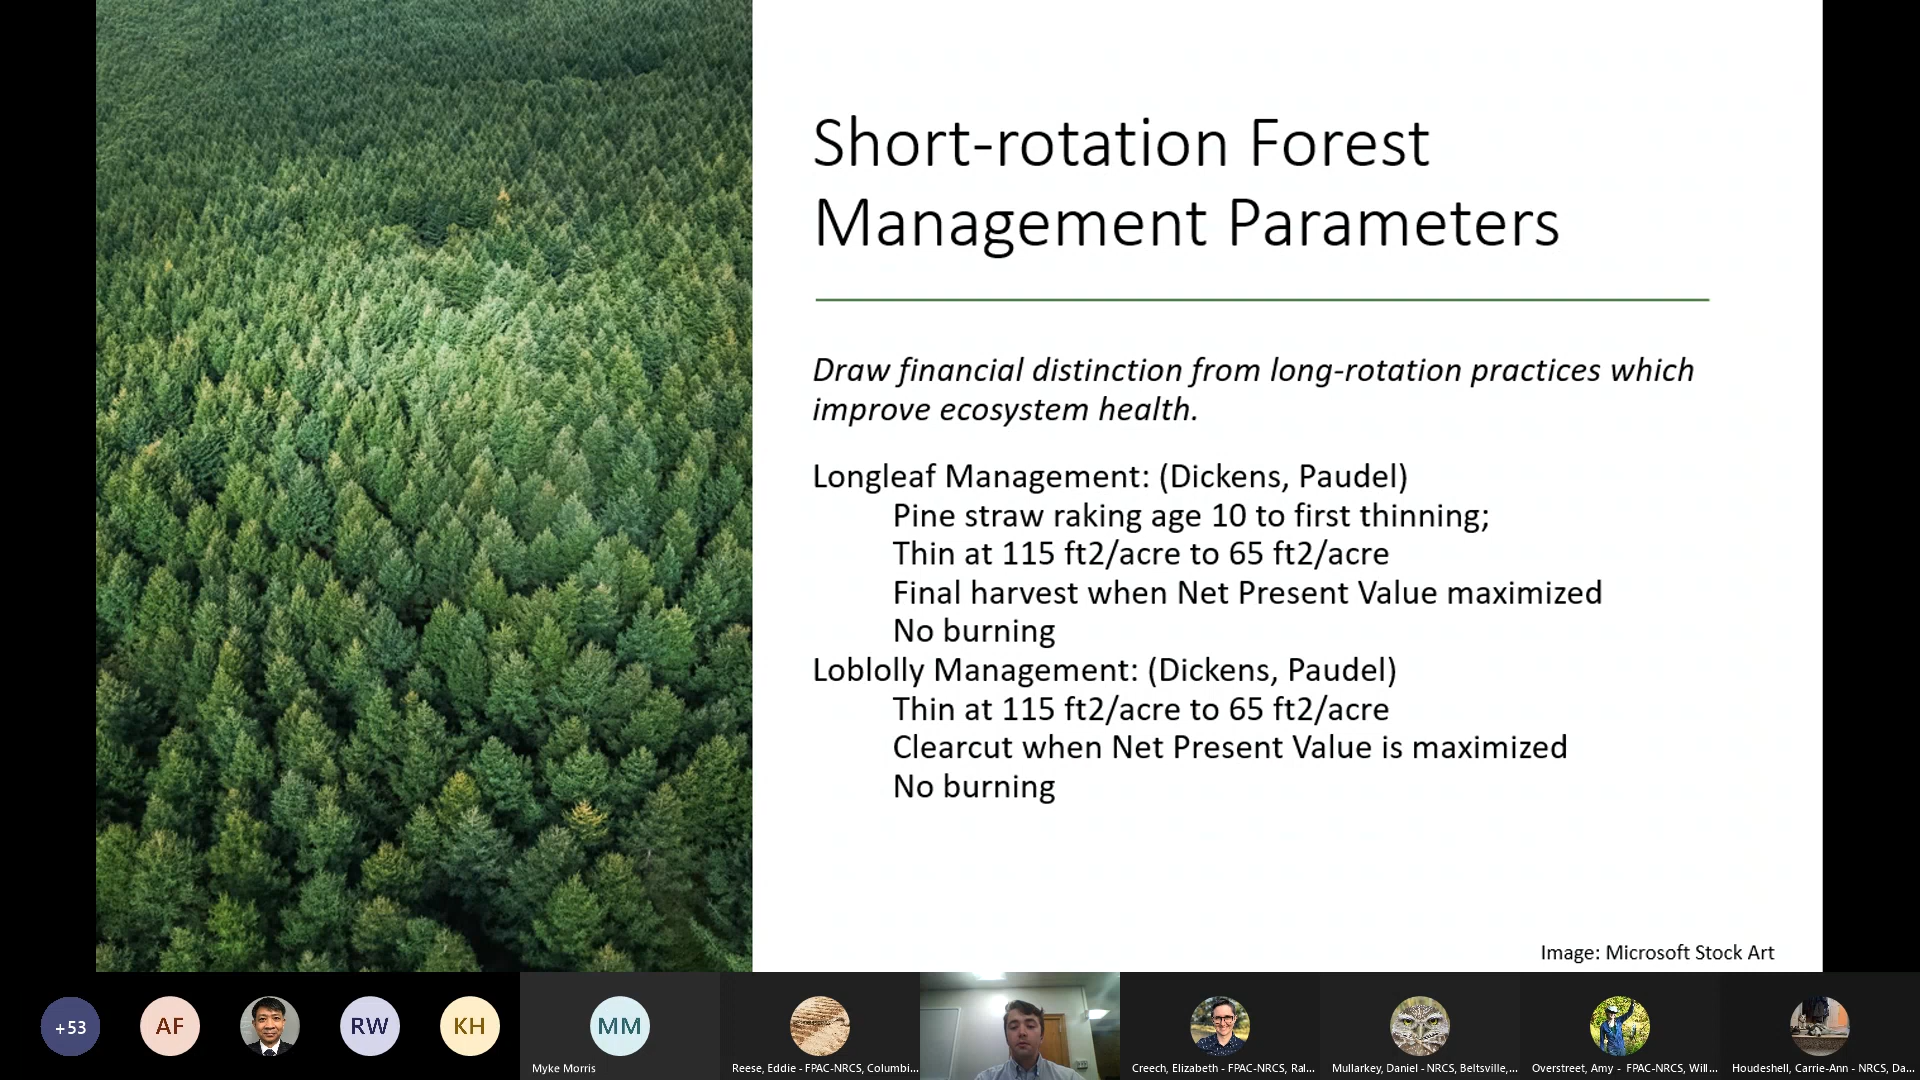 Short-rotation Forest
Management Parameters
Draw financial distinction from long-rotation practices which
improve ecosystem health.
Longleaf Management: (Dickens, Paudel)
Pine straw raking age 10 to first thinning;
Thin at 115 ft2/acre to 65 ft2/acre
Final harvest when Net Present Value maximized
No burning
Loblolly Management: (Dickens, Paudel)
Thin at 115 ft2/acre to 65 ft2/acre
Clearcut when Net Present Value is maximized
No burning
Image: Microsoft Stock Art
+53
AF
RW
KH
MM
Myke Morris
Reese, Eddie - FPAC-NRCS, Columbi...
Creech, Elizabeth - FPAC-NRCS, Ral...
Mullarkey, Daniel - NRCS, Beltsville,...
Overstreet, Amy - FPAC-NRCS, Will...
Houdeshell, Carrie-Ann - NRCS, Da...